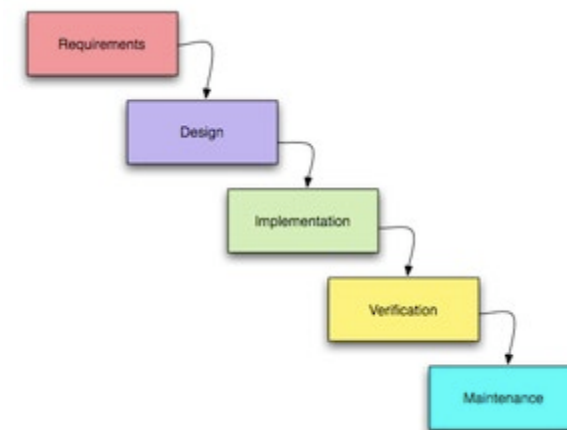 Requirements
Design
Implementation
Verification
Maintenance